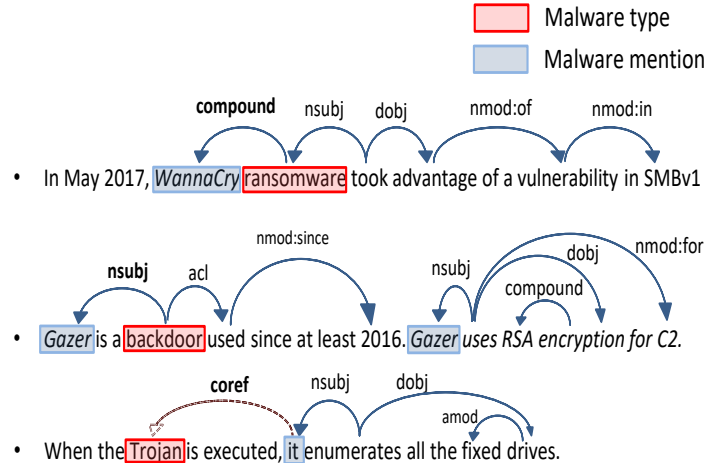 Malware type
Malware mention
compound nsubj dobj nmod:of nmod:in
• In May 2017, WannaCry ransomware took advantage of a vulnerability in SMBv1
nmod:since nmod:for
nsubj acl nsubj dobj
compound
• Gazer is a backdoor used since at least 2016. Gazer uses RSA encryption for C2.
coref nsubj dobj
amod
• When the Trojan is executed, it enumerates all the fixed drives.